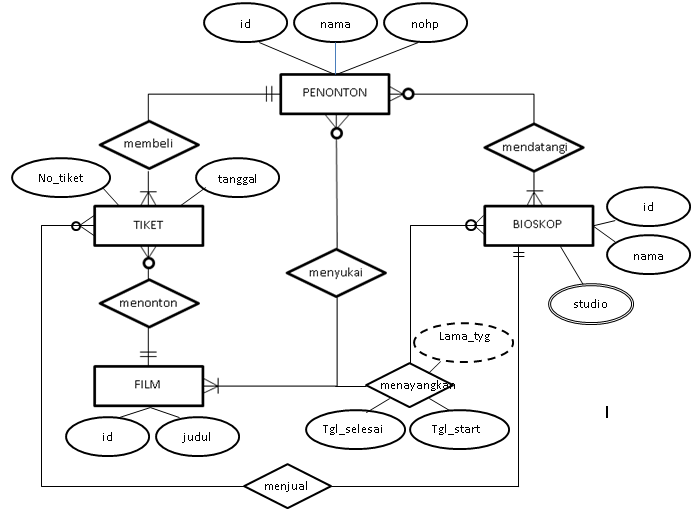 id
nama
nohp
PENONTON
membeli
mendatangi
No_tiket
tanggal
TIKET
BIOSKOP
id
nama
studio
menonton
menyukai
Lama_tyg
FILM
menayangkan
id
judul
Tgl_selesai
Tgl_start
menjual